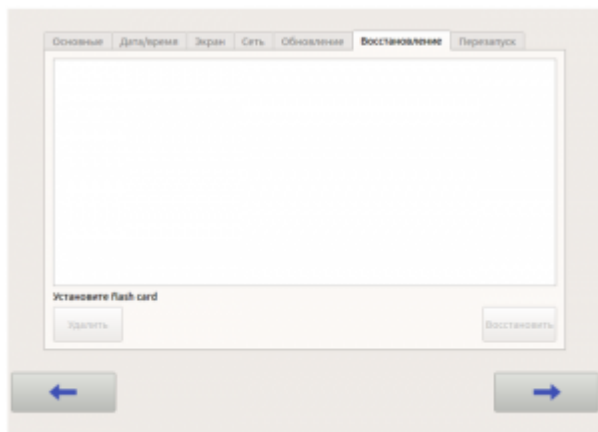 Основные Дата/время Экран Сеть Обновление Восстановление Перезапуск
Установите flash card
Удалить Восстановить